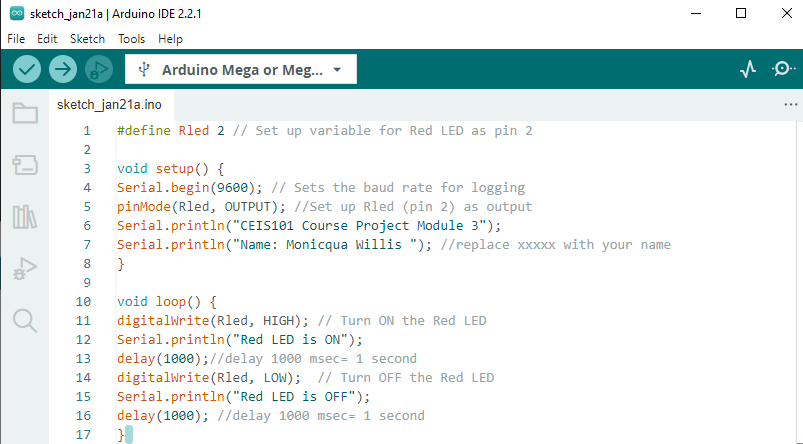 sketch_jan21a | Arduino IDE 2.2.1
File Edit Sketch Tools Help
Arduino Mega or Meg...
sketch_jan21a.ino
1 #define Rled 2 // Set up variable for Red LED as pin 2
2
3 void setup() {
4 Serial.begin(9600); // Sets the baud rate for logging
5 pinMode(Rled, OUTPUT); //Set up Rled (pin 2) as output
6 Serial.println("CEIS101 Course Project Module 3");
7 Serial.println("Name: Monicqua Willis "); //replace xxxxx with your name
8 }
9
10 void loop() {
11 digitalWrite(Rled, HIGH); // Turn ON the Red LED
12 Serial.println("Red LED is ON");
13 delay(1000);//delay 1000 msec= 1 second
14 digitalWrite(Rled, LOW);  // Turn OFF the Red LED
15 Serial.println("Red LED is OFF");
16 delay(1000); //delay 1000 msec= 1 second
17 }